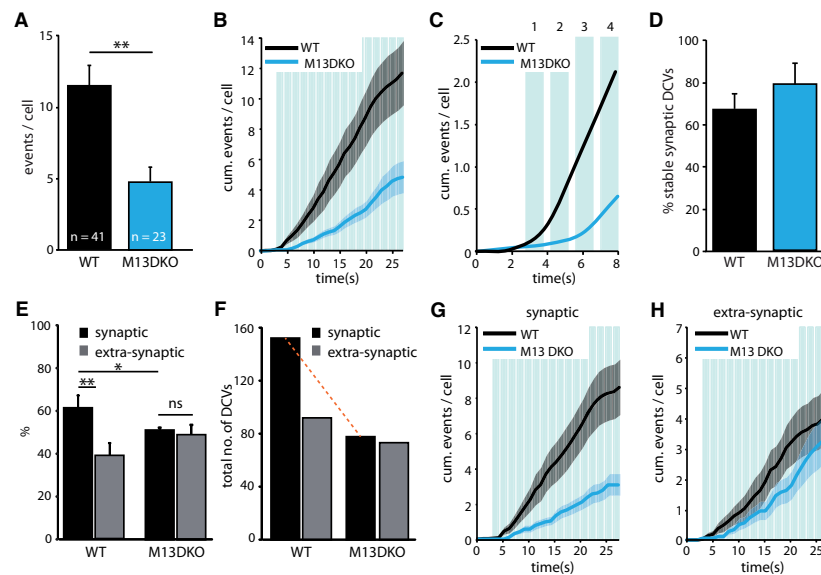 A
**
events / cell
15
10
5
0
n = 41
n = 23
WT
M13DKO
B
WT
M13DKO
cum. events / cell
14
12
10
8
6
4
2
0
0 5 10 15 20 25
time(s)
C
1 2 3 4
WT
M13DKO
cum. events / cell
2.5
2.0
1.5
1.0
0.5
0
0 2 4 6 8
time(s)
D
% stable synaptic DCVs
100
80
60
40
20
0
WT
M13DKO
E
synaptic
extra-synaptic
%
100
80
60
40
20
0
*
**
ns
WT
M13DKO
F
synaptic
extra-synaptic
total no. of DCVs
160
120
80
40
0
WT
M13DKO
G
synaptic
WT
M13 DKO
cum. events / cell
12
10
8
6
4
2
0
0 5 10 15 20 25
time(s)
H
extra-synaptic
WT
M13 DKO
cum. events / cell
7
6
5
4
3
2
1
0
0 5 10 15 20 25
time(s)